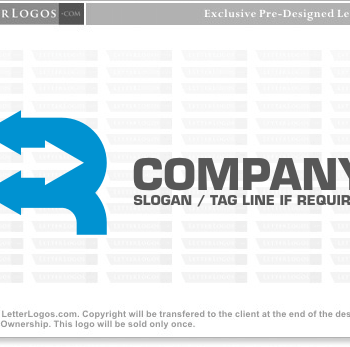 RLOGOS.COM
Exclusive Pre-Designed Le
COMPANY
SLOGAN / TAG LINE IF REQUIR
LetterLogos.com. Copyright will be transfered to the client at the end of the des
Ownership. This logo will be sold only once.